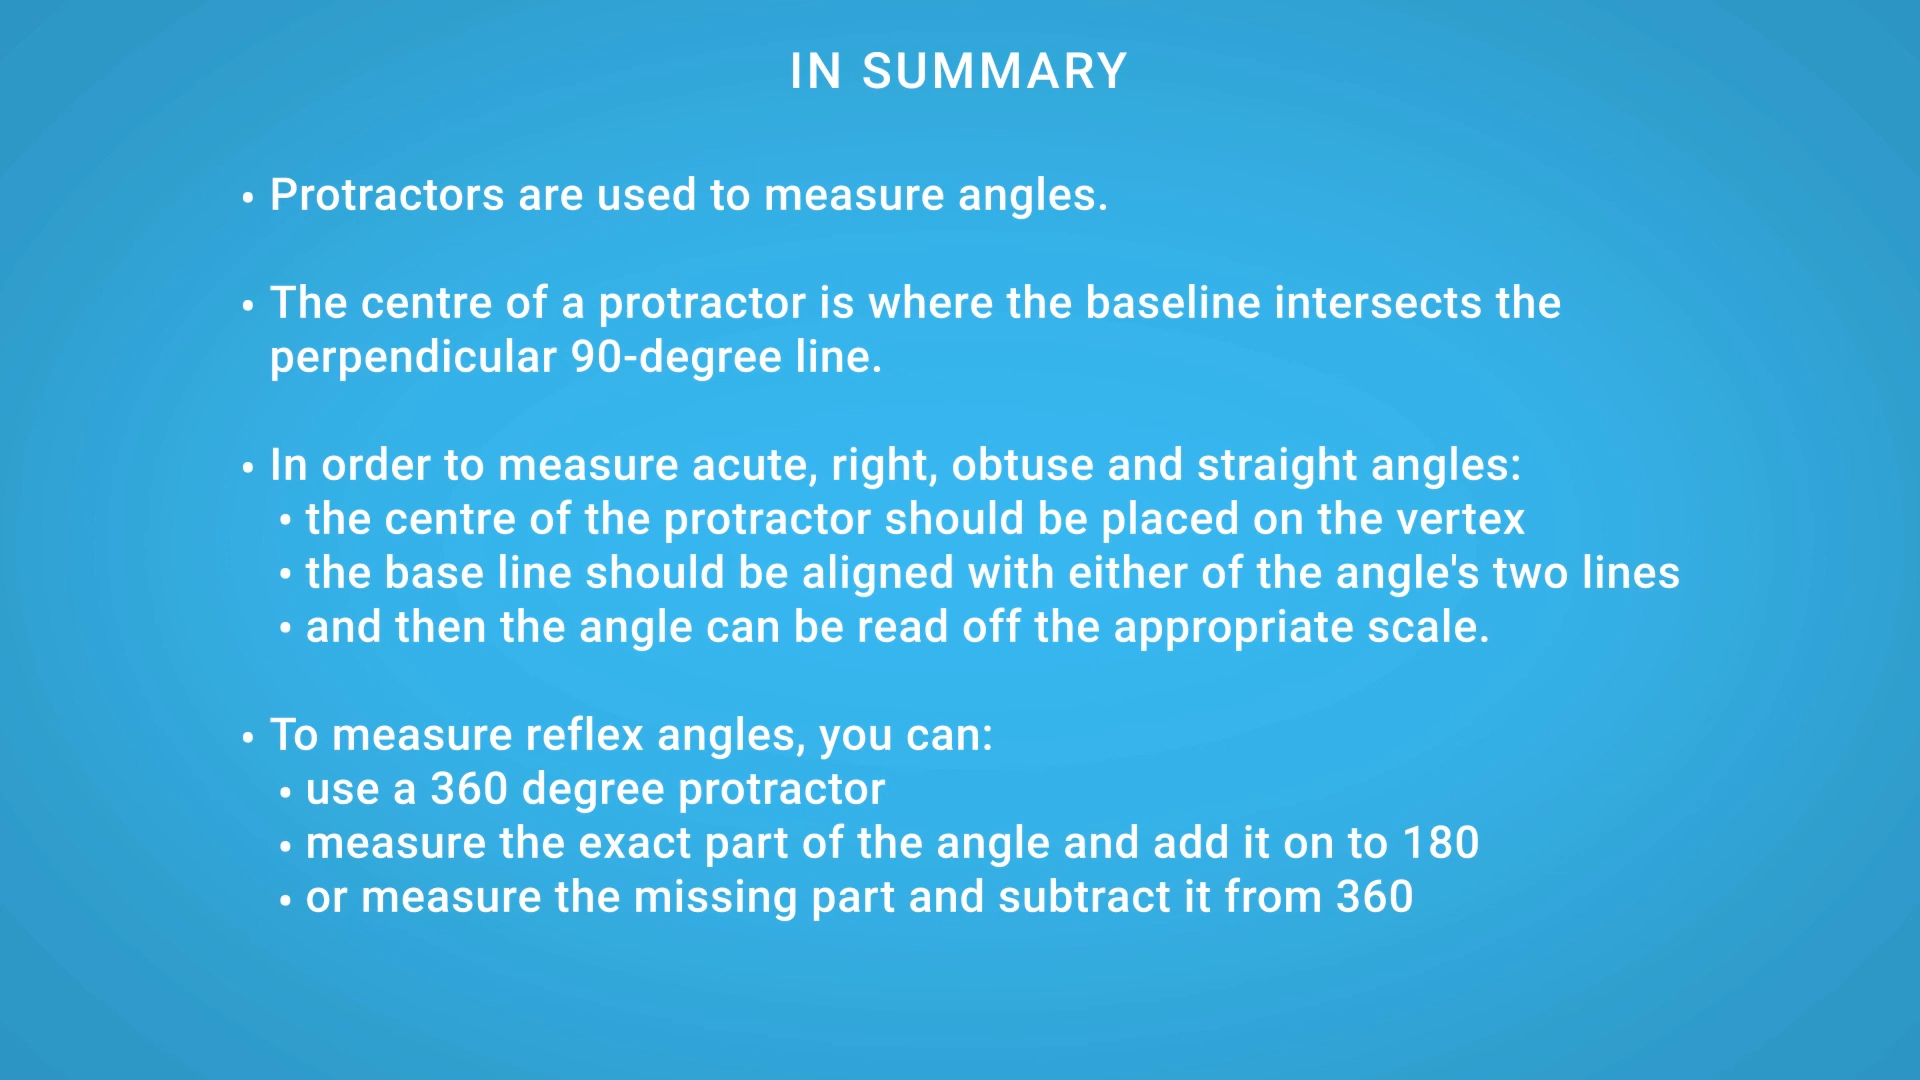 IN SUMMARY
• Protractors are used to measure angles.
• The centre of a protractor is where the baseline intersects the
perpendicular 90-degree line.
• In order to measure acute, right, obtuse and straight angles:
• the centre of the protractor should be placed on the vertex
• the base line should be aligned with either of the angle's two lines
• and then the angle can be read off the appropriate scale.
• To measure reflex angles, you can:
• use a 360 degree protractor
• measure the exact part of the angle and add it on to 180
• or measure the missing part and subtract it from 360